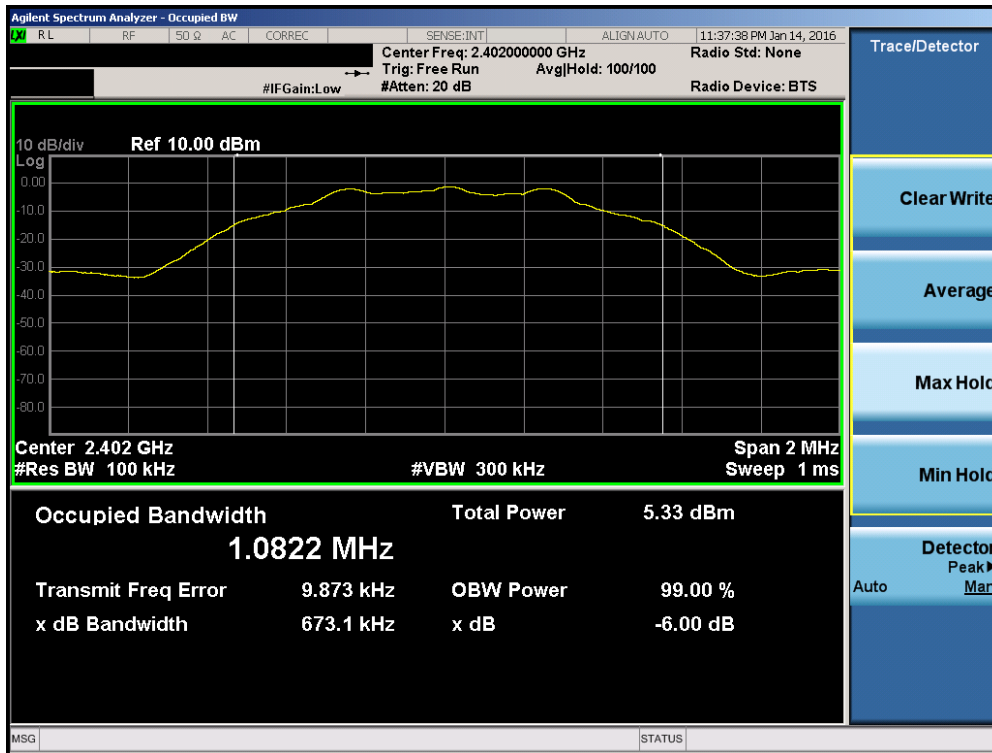 Agilent Spectrum Analyzer - Occupied BW
LXI RL RF 50 Ω AC CORREC SENSE:INT ALIGN AUTO 11:37:38 PM Jan 14, 2016
Center Freq: 2.402000000 GHz Radio Std: None
Trig: Free Run Avg|Hold: 100/100
#IFGain:Low #Atten: 20 dB Radio Device: BTS
10 dB/div Ref 10.00 dBm
Log
0.00
-10.0
-20.0
-30.0
-40.0
-50.0
-60.0
-70.0
-80.0
Center 2.402 GHz Span 2 MHz
#Res BW 100 kHz #VBW 300 kHz Sweep 1 ms
Occupied Bandwidth Total Power 5.33 dBm
1.0822 MHz
Transmit Freq Error 9.873 kHz OBW Power 99.00 %
x dB Bandwidth 673.1 kHz x dB -6.00 dB
MSG STATUS
Trace/Detector
Clear Write
Average
Max Hold
Min Hold
Detector
Peak▶
Auto Man